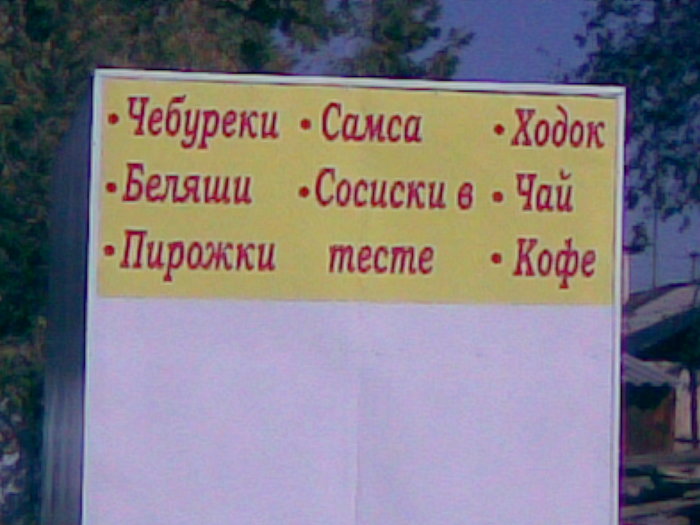 • Чебуреки
• Беляши
• Пирожки
• Самса
• Сосиски в
тесте
• Ходок
• Чай
• Кофе